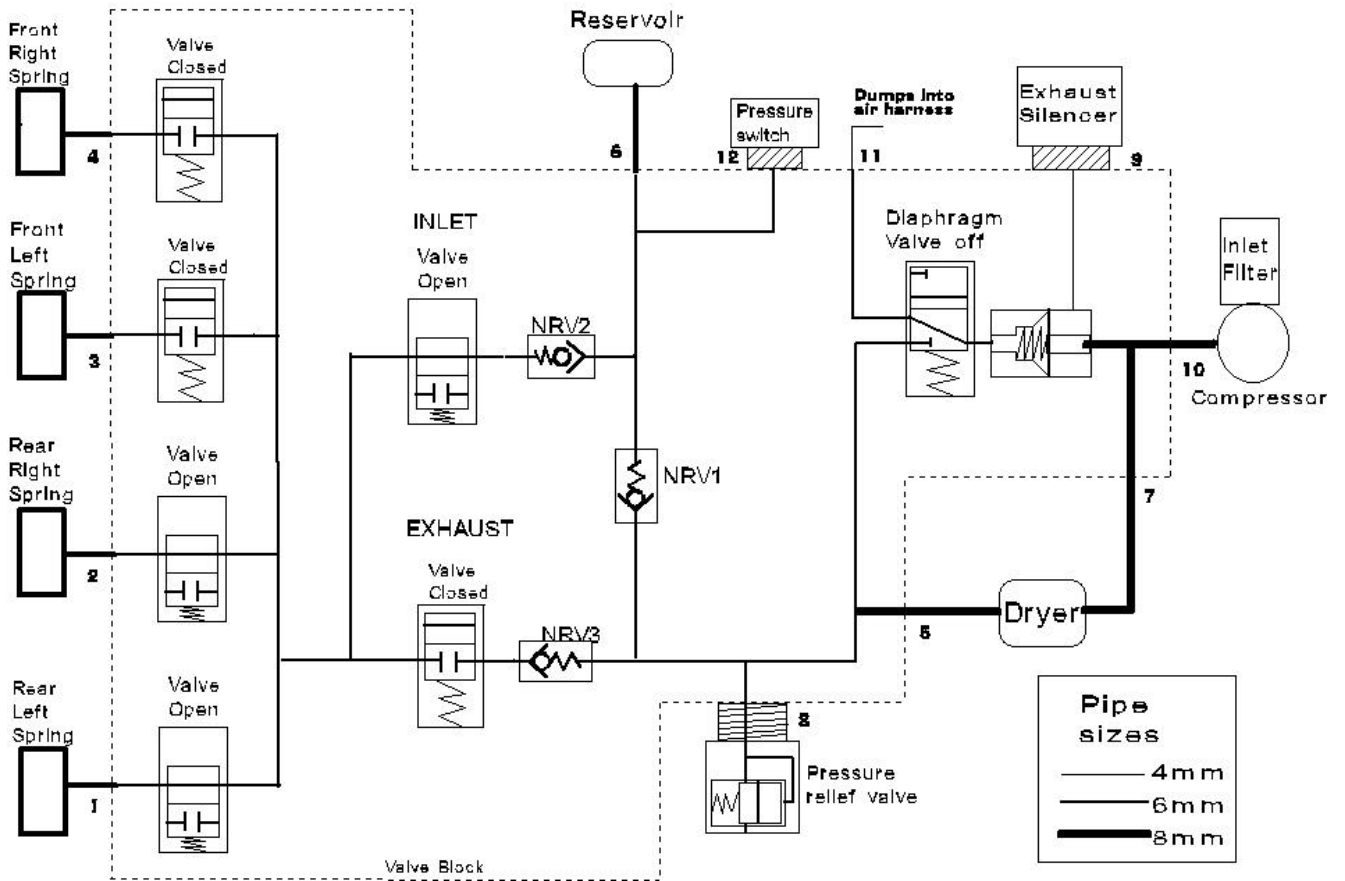 Front
Right
Spring
Valve
Closed
4
Reservoir
6
Pressure
switch
12
Dumps into
air harness
11
Exhaust
Silencer
9
Front
Left
Spring
Valve
Closed
3
INLET
Valve
Open
NRV2
Diaphragm
Valve off
Inlet
Filter
10
Compressor
Rear
Right
Spring
Valve
Open
2
NRV1
7
EXHAUST
Valve
Closed
NRV3
5
Dryer
Rear
Left
Spring
Valve
Open
1
8
Pressure
relief valve
Pipe
sizes
4mm
6mm
8mm
Valve Block